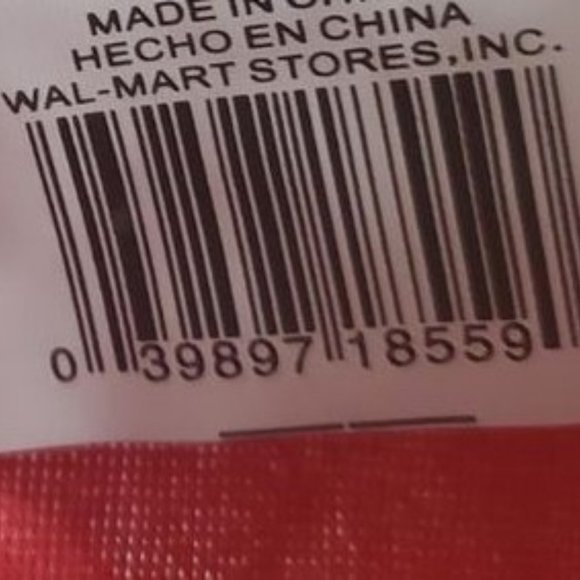 MADE IN
HECHO EN CHINA
WAL-MART STORES,INC.
0 39897 18559